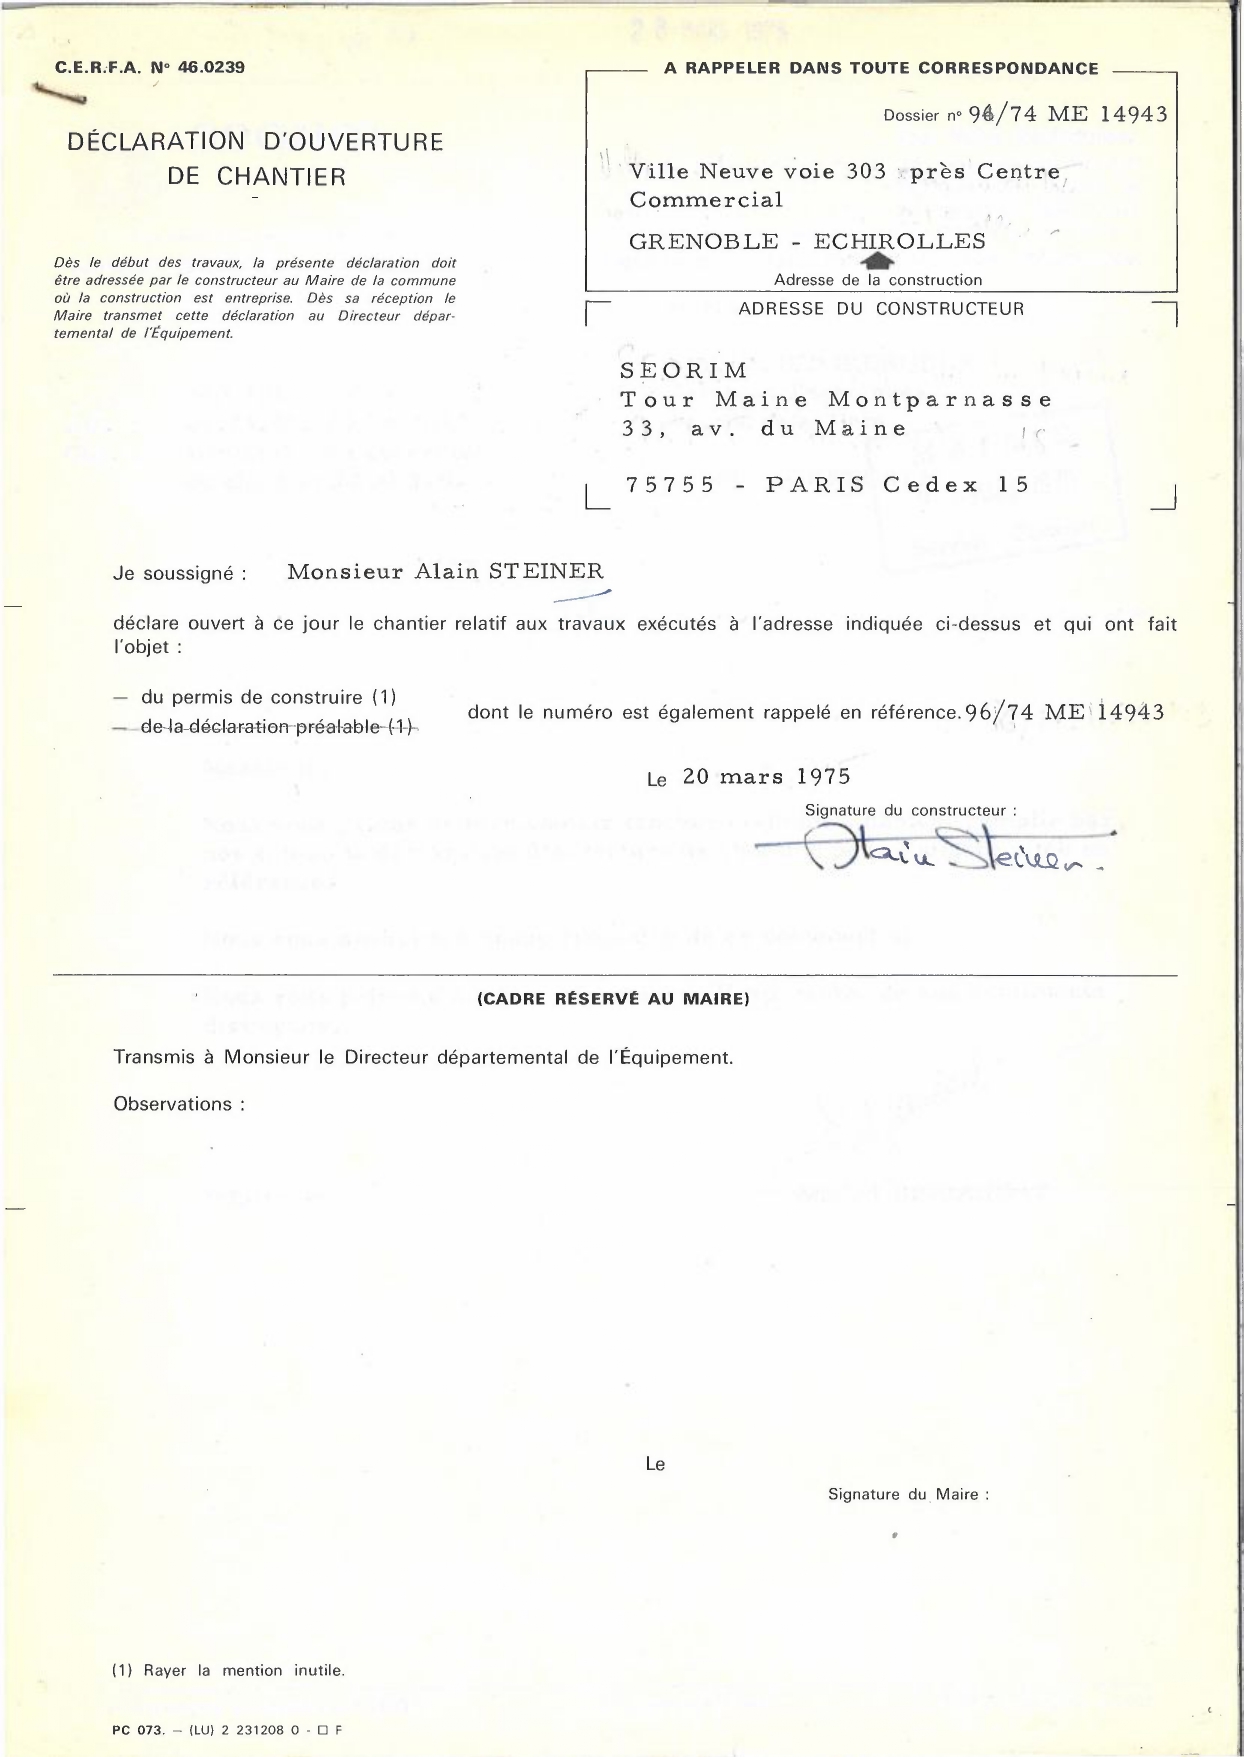 C.E.R.F.A. N° 46.0239
DÉCLARATION D'OUVERTURE
DE CHANTIER
Dès le début des travaux, la présente déclaration doit
être adressée par le constructeur au Maire de la commune
où la construction est entreprise. Dès sa réception le
Maire transmet cette déclaration au Directeur dépar-
temental de l'Équipement.
A RAPPELER DANS TOUTE CORRESPONDANCE
Dossier n° 96/74 ME 14943
Ville Neuve voie 303 près Centre
Commercial
GRENOBLE - ECHIROLLES
Adresse de la construction
ADRESSE DU CONSTRUCTEUR
SEORIM
Tour Maine Montparnasse
33, av. du Maine
75755 - PARIS Cedex 15
Je soussigné : Monsieur Alain STEINER
déclare ouvert à ce jour le chantier relatif aux travaux exécutés à l'adresse indiquée ci-dessus et qui ont fait
l'objet :
— du permis de construire (1)
— de la déclaration préalable (1)
dont le numéro est également rappelé en référence. 96/74 ME 14943
Le 20 mars 1975
Signature du constructeur :
Alain Steiner
(CADRE RÉSERVÉ AU MAIRE)
Transmis à Monsieur le Directeur départemental de l'Équipement.
Observations :
Le
Signature du Maire :
(1) Rayer la mention inutile.
PC 073. — (LU) 2 231208 0 - □ F